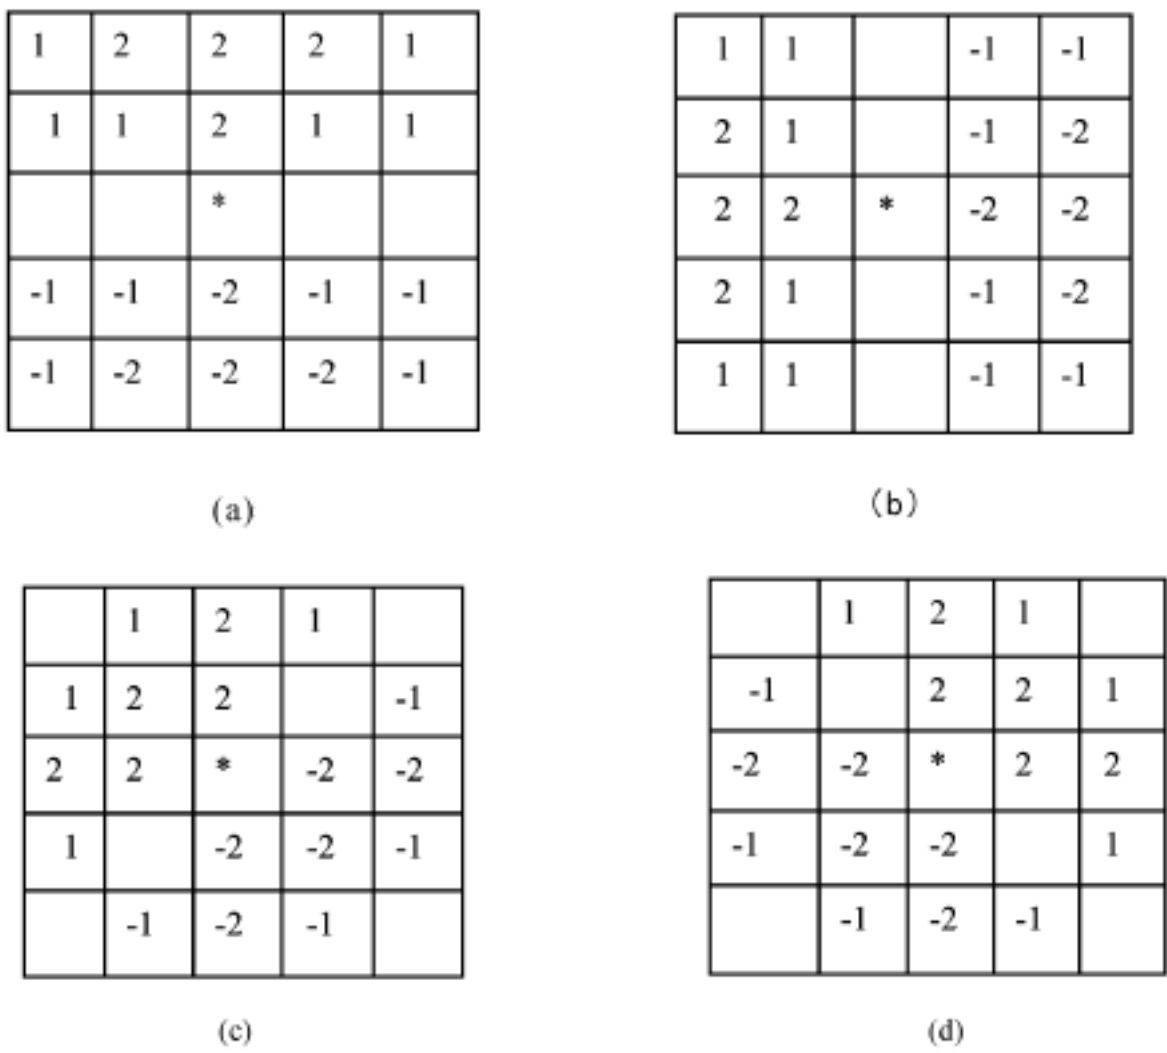 1 2 2 2 1
1 1 2 1 1
*
-1 -1 -2 -1 -1
-1 -2 -2 -2 -1
(a)
1 1 -1 -1
2 1 -1 -2
2 2 * -2 -2
2 1 -1 -2
1 1 -1 -1
(b)
1 2 1
1 2 2 -1
2 2 * -2 -2
1 -2 -2 -1
-1 -2 -1
(c)
1 2 1
-1 2 2 1
-2 -2 * 2 2
-1 -2 -2 1
-1 -2 -1
(d)